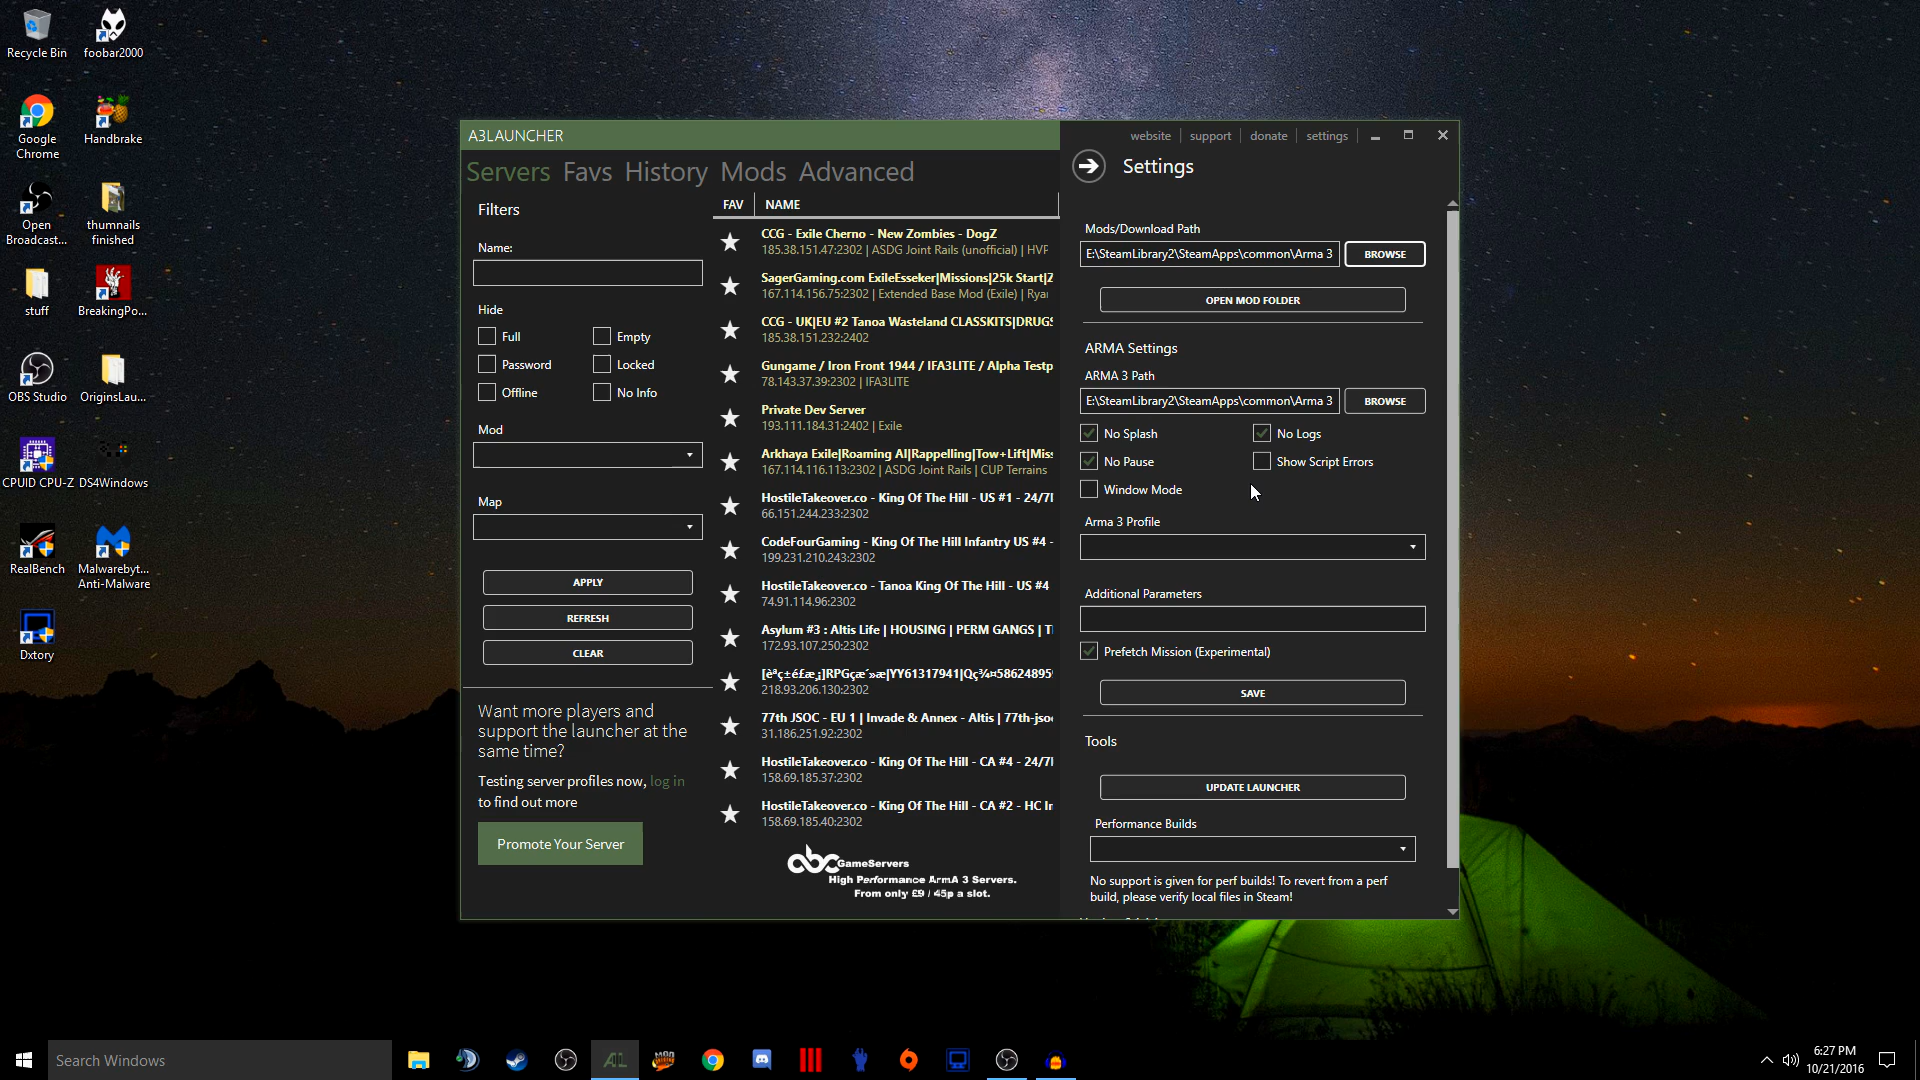 Recycle Bin
foobar2000
Google
Chrome
Handbrake
Open
Broadcast...
thumnails
finished
stuff
BreakingPo...
OBS Studio
OriginsLau...
CPUID CPU-Z
DS4Windows
RealBench
Malwarebyt...
Anti-Malware
Dxtory
A3LAUNCHER
website
support
donate
settings
Servers Favs History Mods Advanced
Filters
Name:
Hide
Full
Empty
Password
Locked
Offline
No Info
Mod
Map
APPLY
REFRESH
CLEAR
Want more players and
support the launcher at the
same time?
Testing server profiles now, log in
to find out more
Promote Your Server
FAV
NAME
CCG - Exile Cherno - New Zombies - DogZ
185.38.151.47:2302 | ASDG Joint Rails (unofficial) | HVP
SagerGaming.com ExileEsseker|Missions|25k Start|Z
167.114.156.75:2302 | Extended Base Mod (Exile) | Ryan
CCG - UK|EU #2 Tanoa Wasteland CLASSKITS|DRUGS
185.38.151.232:2402
Gungame / Iron Front 1944 / IFA3LITE / Alpha Testp
78.143.37.39:2302 | IFA3LITE
Private Dev Server
193.111.184.31:2402 | Exile
Arkhaya Exile|Roaming AI|Rappelling|Tow+Lift|Miss
167.114.116.113:2302 | ASDG Joint Rails | CUP Terrains
HostileTakeover.co - King Of The Hill - US #1 - 24/7
66.151.244.233:2302
CodeFourGaming - King Of The Hill Infantry US #4 -
199.231.210.243:2302
HostileTakeover.co - Tanoa King Of The Hill - US #4
74.91.114.96:2302
Asylum #3 : Altis Life | HOUSING | PERM GANGS | T
172.93.107.250:2302
218.93.206.130:2302
77th JSOC - EU 1 | Invade & Annex - Altis | 77th-jso
31.186.251.92:2302
HostileTakeover.co - King Of The Hill - CA #4 - 24/7
158.69.185.37:2302
HostileTakeover.co - King Of The Hill - CA #2 - HC In
158.69.185.40:2302
abc GameServers
High Performance ArmA 3 Servers.
From only £9 / 45p a slot.
Settings
Mods/Download Path
E:\SteamLibrary2\SteamApps\common\Arma 3
BROWSE
OPEN MOD FOLDER
ARMA Settings
ARMA 3 Path
E:\SteamLibrary2\SteamApps\common\Arma 3
BROWSE
No Splash
No Logs
No Pause
Show Script Errors
Window Mode
Arma 3 Profile
Additional Parameters
Prefetch Mission (Experimental)
SAVE
Tools
UPDATE LAUNCHER
Performance Builds
No support is given for perf builds! To revert from a perf
build, please verify local files in Steam!
Search Windows
AL
6:27 PM
10/21/2016